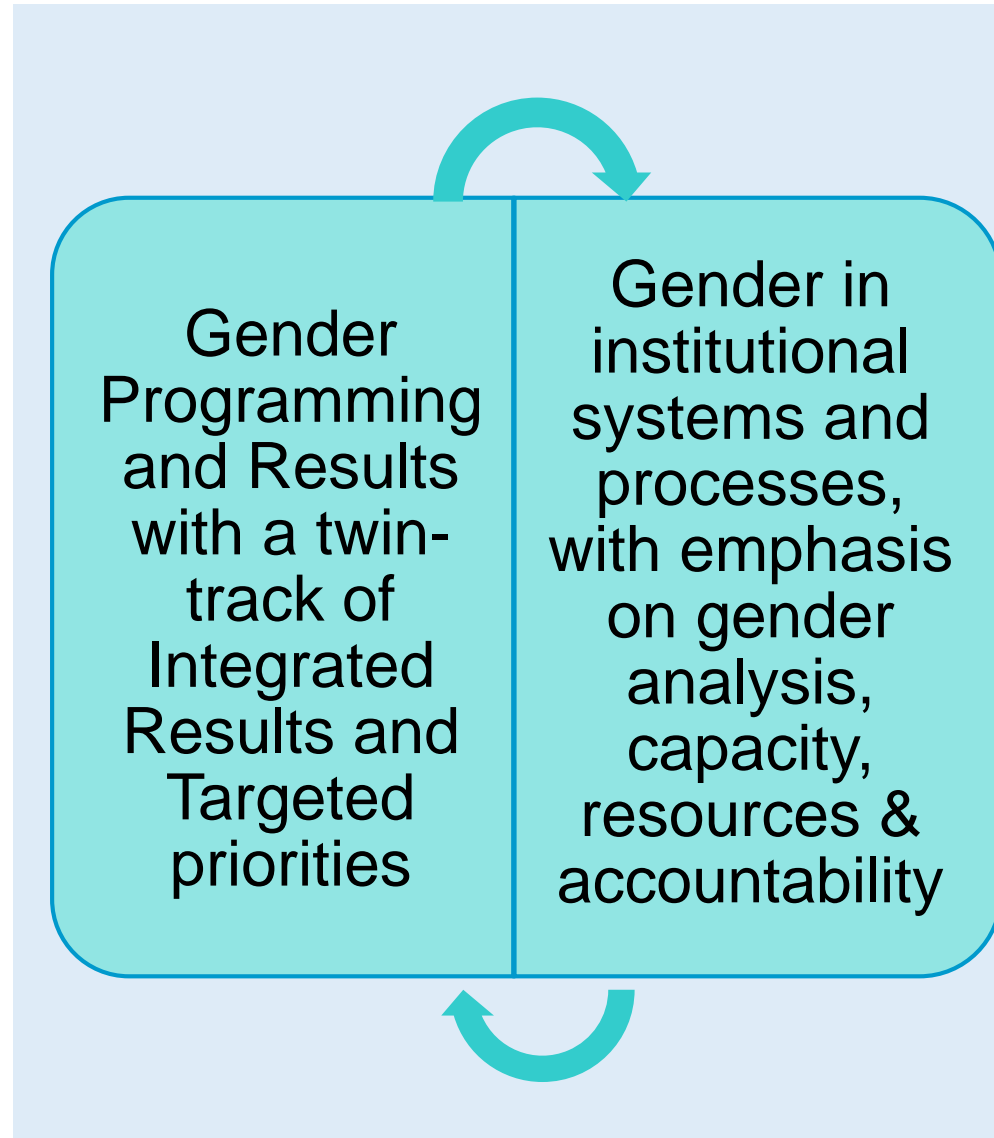 Gender
Programming
and Results
with a twin-
track of
Integrated
Results and
Targeted
priorities
Gender in
institutional
systems and
processes,
with emphasis
on gender
analysis,
capacity,
resources &
accountability